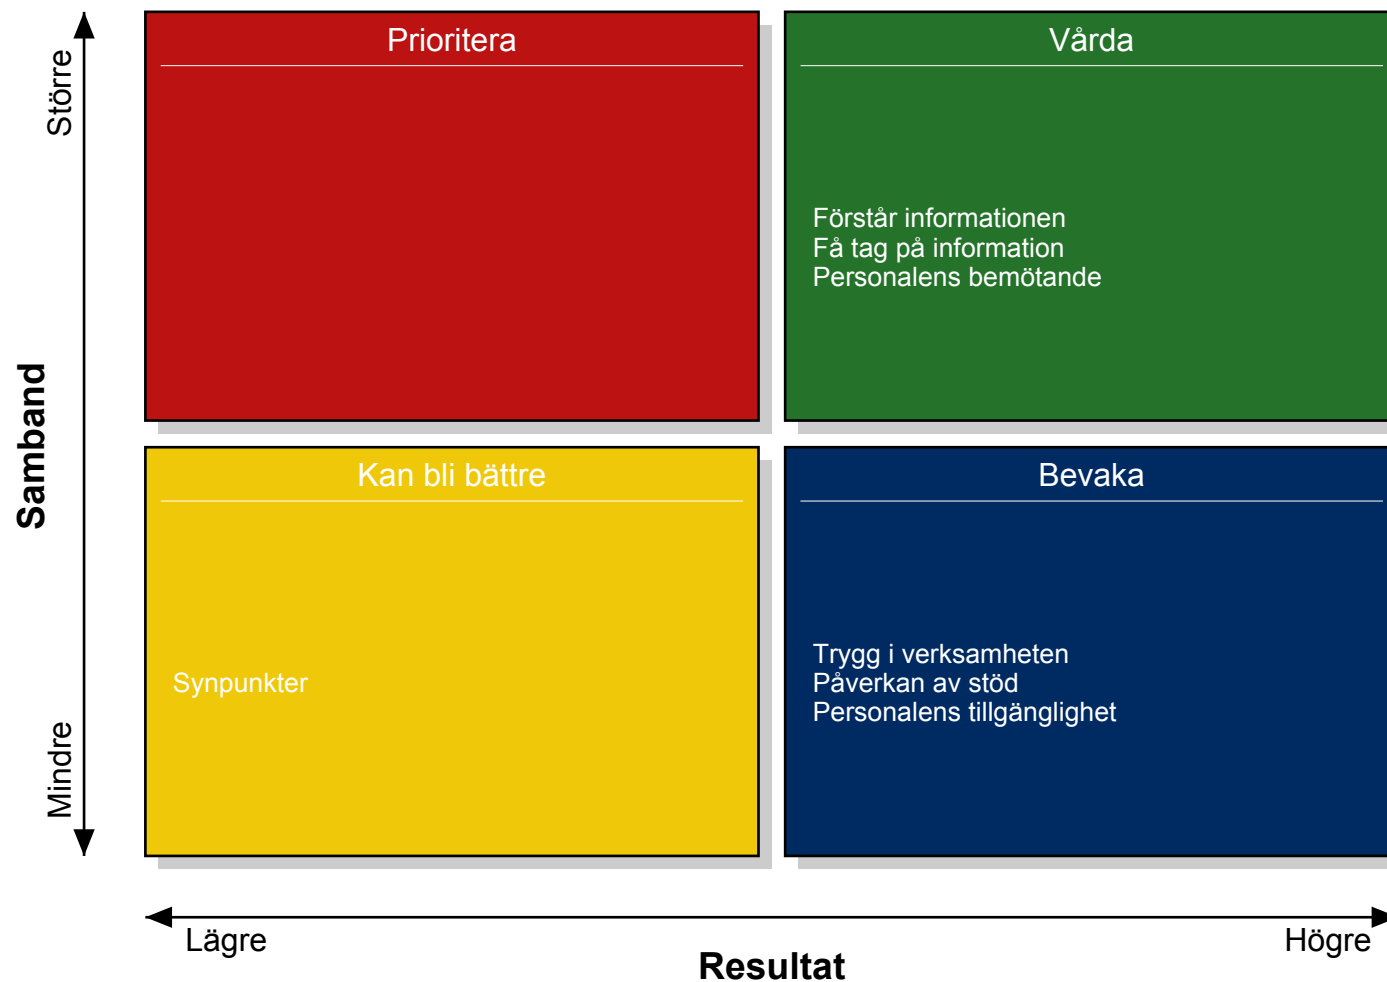 Större
Prioritera
Vårda
Förstår informationen
Få tag på information
Personalens bemötande
Samband
Kan bli bättre
Bevaka
Synpunkter
Trygg i verksamheten
Påverkan av stöd
Personalens tillgänglighet
Mindre
Lägre
Högre
Resultat